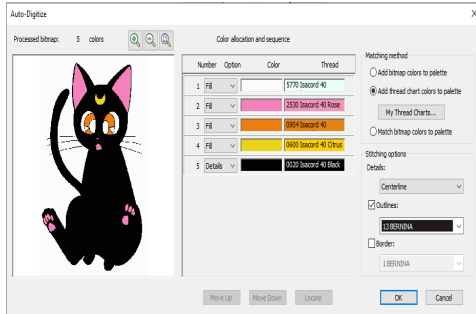 Auto-Digitize
Processed bitmap: 5 colors
Color allocation and sequence
Number Option Color Thread
1 Fill 5770 Isacord 40
2 Fill 2530 Isacord 40 Rose
3 Fill 0904 Isacord 40
4 Fill 0600 Isacord 40 Citrus
5 Details 0020 Isacord 40 Black
Move Up Move Down Locate
Matching method
Add bitmap colors to palette
Add thread chart colors to palette
My Thread Charts...
Match bitmap colors to palette
Stitching options
Details:
Centerline
Outlines:
13 BERNINA
Border:
1 BERNINA
OK Cancel